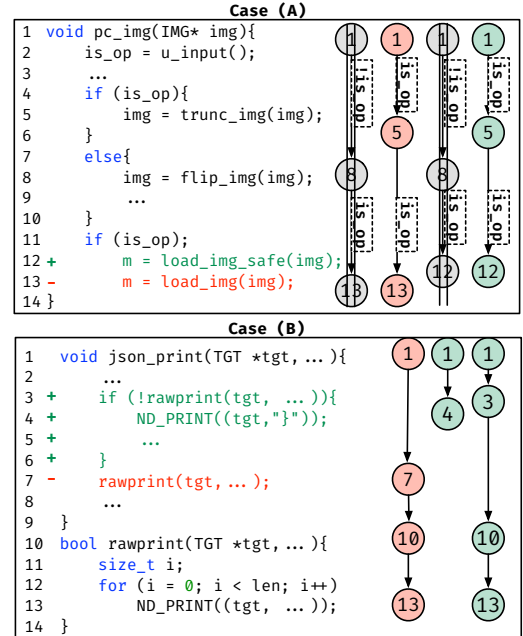 Case (A)
1 void pc_img(IMG* img){
2 is_op = u_input();
3 ...
4 if (is_op){
5 img = trunc_img(img);
6 }
7 else{
8 img = flip_img(img);
9 ...
10 }
11 if (is_op);
12 + m = load_img_safe(img);
13 - m = load_img(img);
14 }
1 1 1 1
!is_op is_op !is_op is_op
5 5
8 8
is_op is_op is_op is_op
13 13 12 12
Case (B)
1 void json_print(TGT *tgt, ... ){
2 ...
3 + if (!rawprint(tgt, ... )){
4 + ND_PRINT((tgt,"}"));
5 + ...
6 + }
7 - rawprint(tgt, ... );
8 ...
9 }
10 bool rawprint(TGT *tgt, ... ){
11 size_t i;
12 for (i = 0; i < len; i++)
13 ND_PRINT((tgt, ... ));
14 }
1 1 1
4 3
7
10 10
13 13